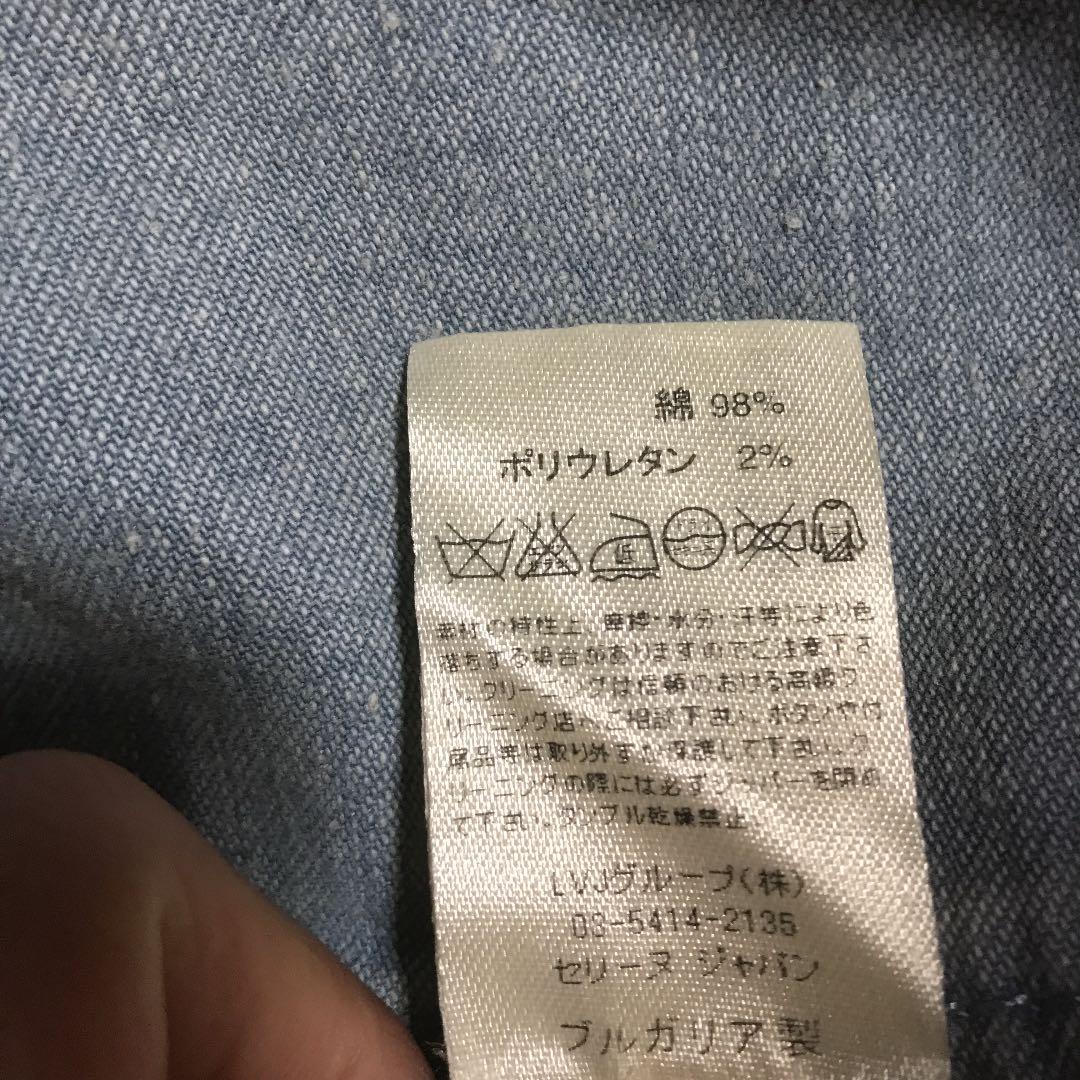 綿 98%
ポリウレタン 2%
低
素材の特性上、摩擦・水分・汗等により色
落ちする場合がありますのでご注意下さ
い。クリーニングは信頼のおける高級ク
リーニング店へご相談下さい。ボタンや付
属品等は取り外すか保護して下さい。ク
リーニングの際には必ずジッパーを閉め
て下さい。タンブル乾燥禁止
LVJグループ(株)
03-5414-2135
セリーヌ ジャパン
ブルガリア製